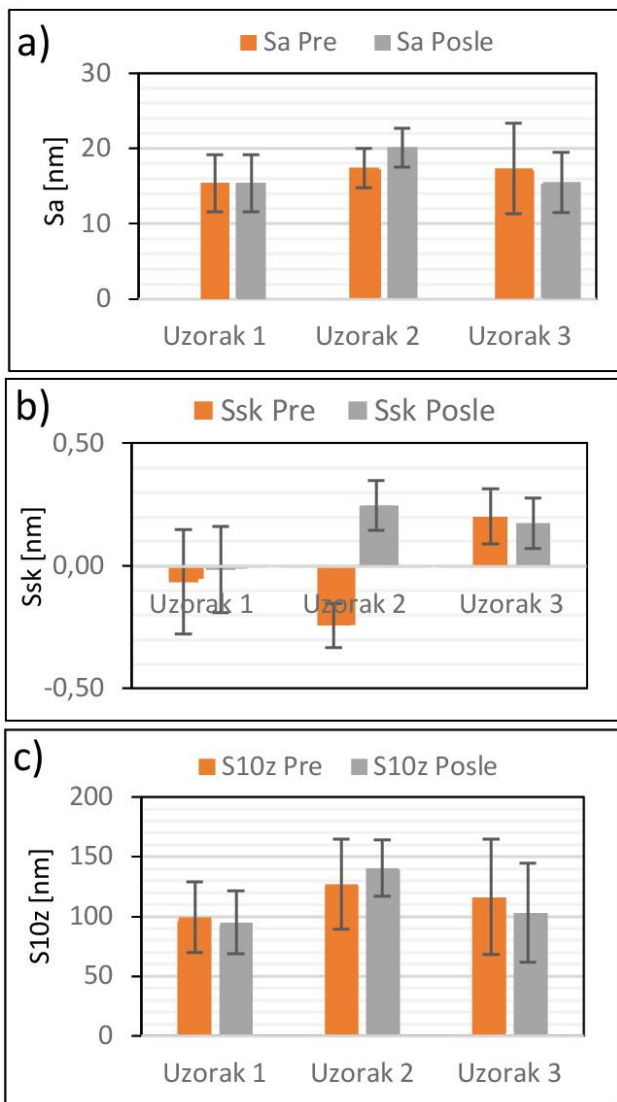 a)
Sa Pre Sa Posle
30
20
10
0
Sa [nm]
Uzorak 1 Uzorak 2 Uzorak 3
b)
Ssk Pre Ssk Posle
0,50
0,00
-0,50
Ssk [nm]
Uzorak 1 Uzorak 2 Uzorak 3
c)
S10z Pre S10z Posle
200
150
100
50
0
S10z [nm]
Uzorak 1 Uzorak 2 Uzorak 3